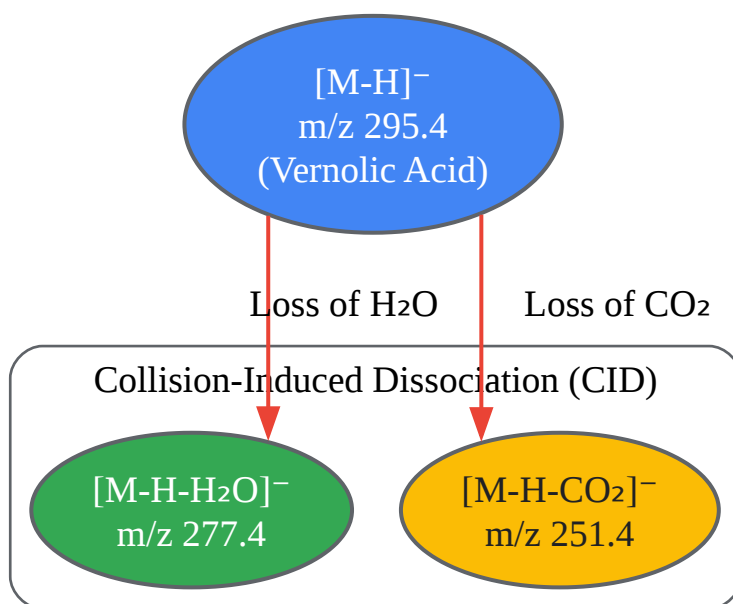 [M-H]⁻
m/z 295.4
(Vernolic Acid)
Loss of H₂O
Loss of CO₂
Collision-Induced Dissociation (CID)
[M-H-H₂O]⁻
m/z 277.4
[M-H-CO₂]⁻
m/z 251.4